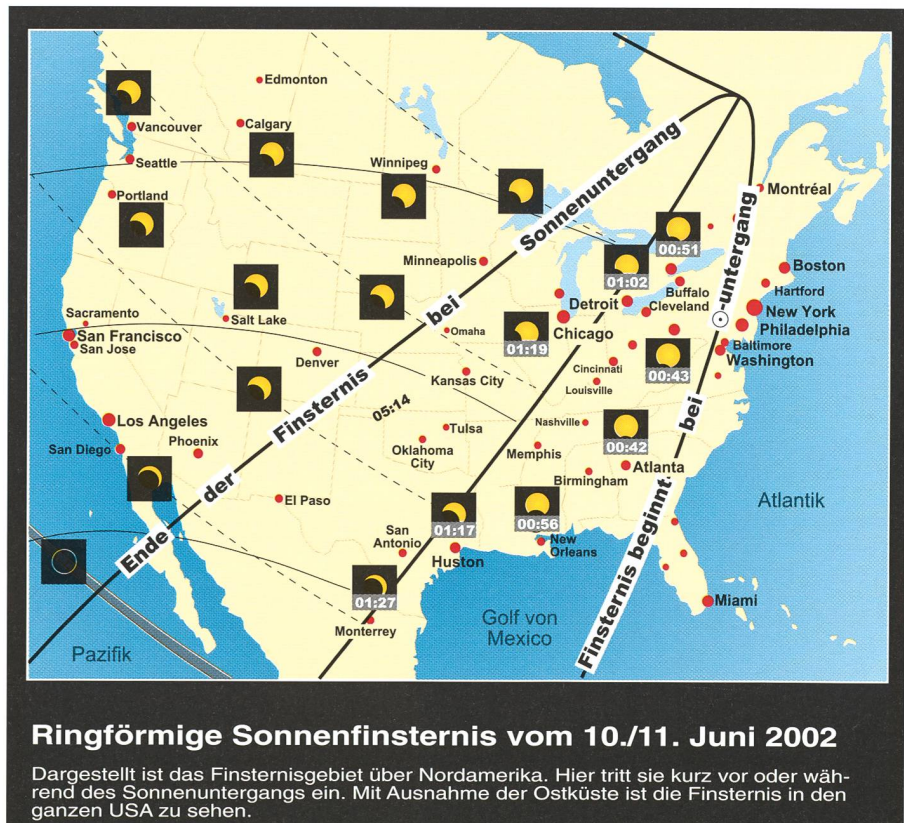 Edmonton
Vancouver
Calgary
Seattle
Winnipeg
Portland
Montréal
Minneapolis
00:51
01:02
Boston
Buffalo
Hartford
Detroit
Cleveland
New York
Sacramento
Salt Lake
Omaha
Chicago
Philadelphia
San Francisco
San Jose
01:19
Baltimore
Washington
Denver
Kansas City
Cincinnati
00:43
Louisville
05:14
Los Angeles
Phoenix
Tulsa
Nashville
San Diego
Oklahoma
City
Memphis
00:42
Atlanta
Birmingham
El Paso
Atlantik
01:17
00:56
San
Antonio
Huston
New
Orleans
01:27
Miami
Monterrey
Golf von
Mexico
Pazifik
Ende der Finsternis bei Sonnenuntergang
Finsternis beginnt bei ☉-untergang
Ringförmige Sonnenfinsternis vom 10./11. Juni 2002
Dargestellt ist das Finsternisgebiet über Nordamerika. Hier tritt sie kurz vor oder wäh-
rend des Sonnenuntergangs ein. Mit Ausnahme der Ostküste ist die Finsternis in den
ganzen USA zu sehen.